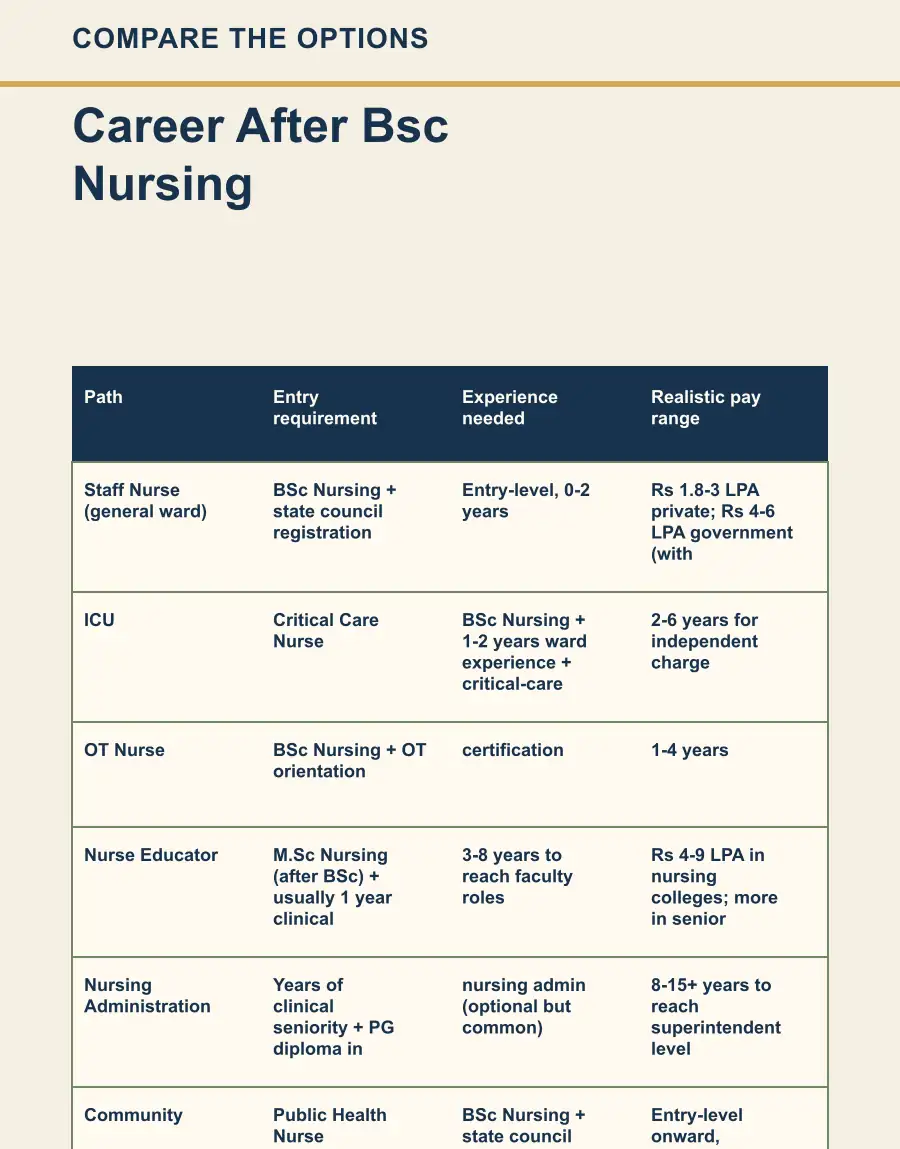 COMPARE THE OPTIONS
Career After Bsc
Nursing
Path
Entry
requirement
Experience
needed
Realistic pay
range
Staff Nurse
(general ward)
BSc Nursing +
state council
registration
Entry-level, 0-2
years
Rs 1.8-3 LPA
private; Rs 4-6
LPA government
(with
ICU
Critical Care
Nurse
BSc Nursing +
1-2 years ward
experience +
critical-care
2-6 years for
independent
charge
OT Nurse
BSc Nursing + OT
orientation
certification
1-4 years
Nurse Educator
M.Sc Nursing
(after BSc) +
usually 1 year
clinical
3-8 years to
reach faculty
roles
Rs 4-9 LPA in
nursing
colleges; more
in senior
Nursing
Administration
Years of
clinical
seniority + PG
diploma in
nursing admin
(optional but
common)
8-15+ years to
reach
superintendent
level
Community
Public Health
Nurse
BSc Nursing +
state council
Entry-level
onward,